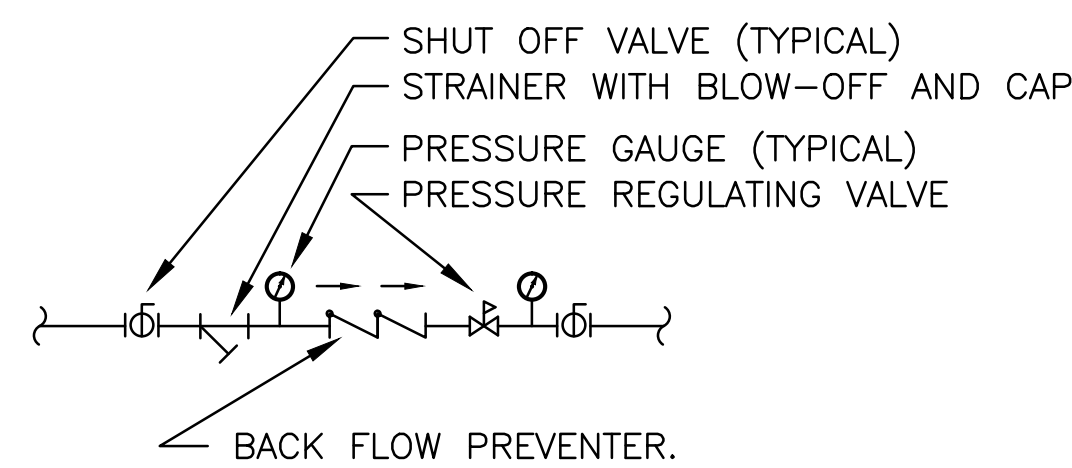 SHUT OFF VALVE (TYPICAL)
STRAINER WITH BLOW-OFF AND CAP
PRESSURE GAUGE (TYPICAL)
PRESSURE REGULATING VALVE
BACK FLOW PREVENTER.